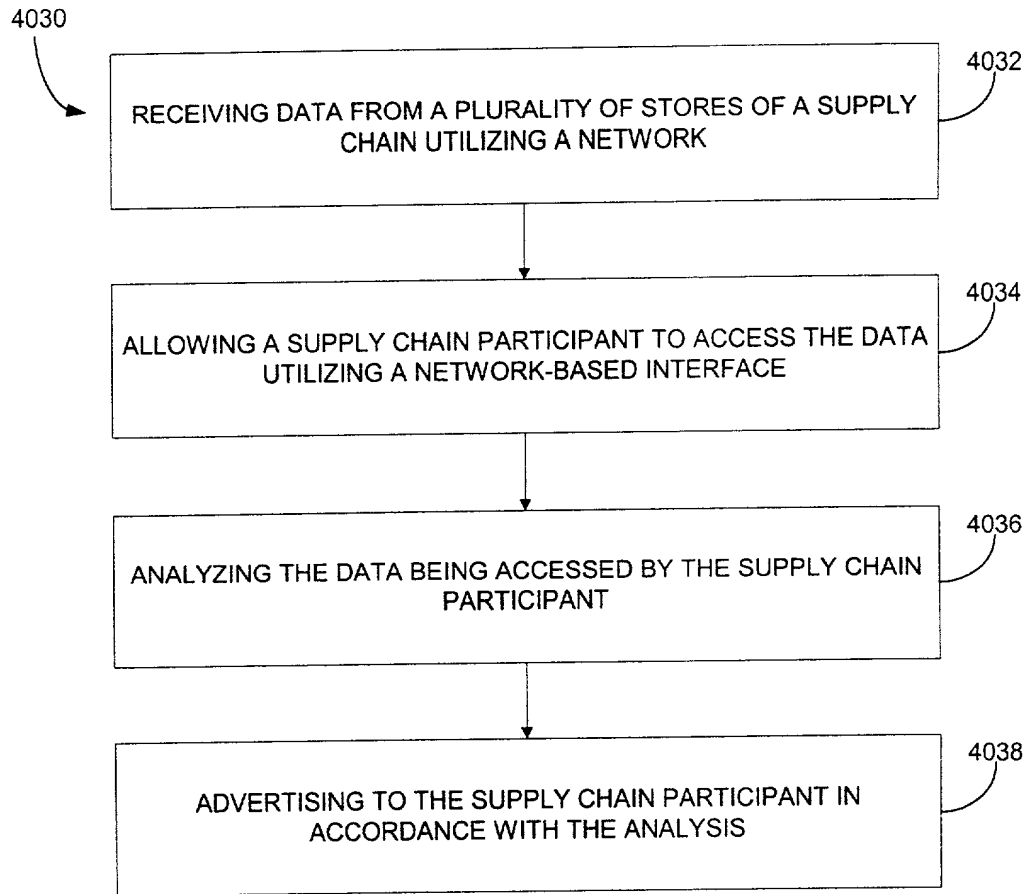 4030
4032
RECEIVING DATA FROM A PLURALITY OF STORES OF A SUPPLY
CHAIN UTILIZING A NETWORK
4034
ALLOWING A SUPPLY CHAIN PARTICIPANT TO ACCESS THE DATA
UTILIZING A NETWORK-BASED INTERFACE
4036
ANALYZING THE DATA BEING ACCESSED BY THE SUPPLY CHAIN
PARTICIPANT
4038
ADVERTISING TO THE SUPPLY CHAIN PARTICIPANT IN
ACCORDANCE WITH THE ANALYSIS